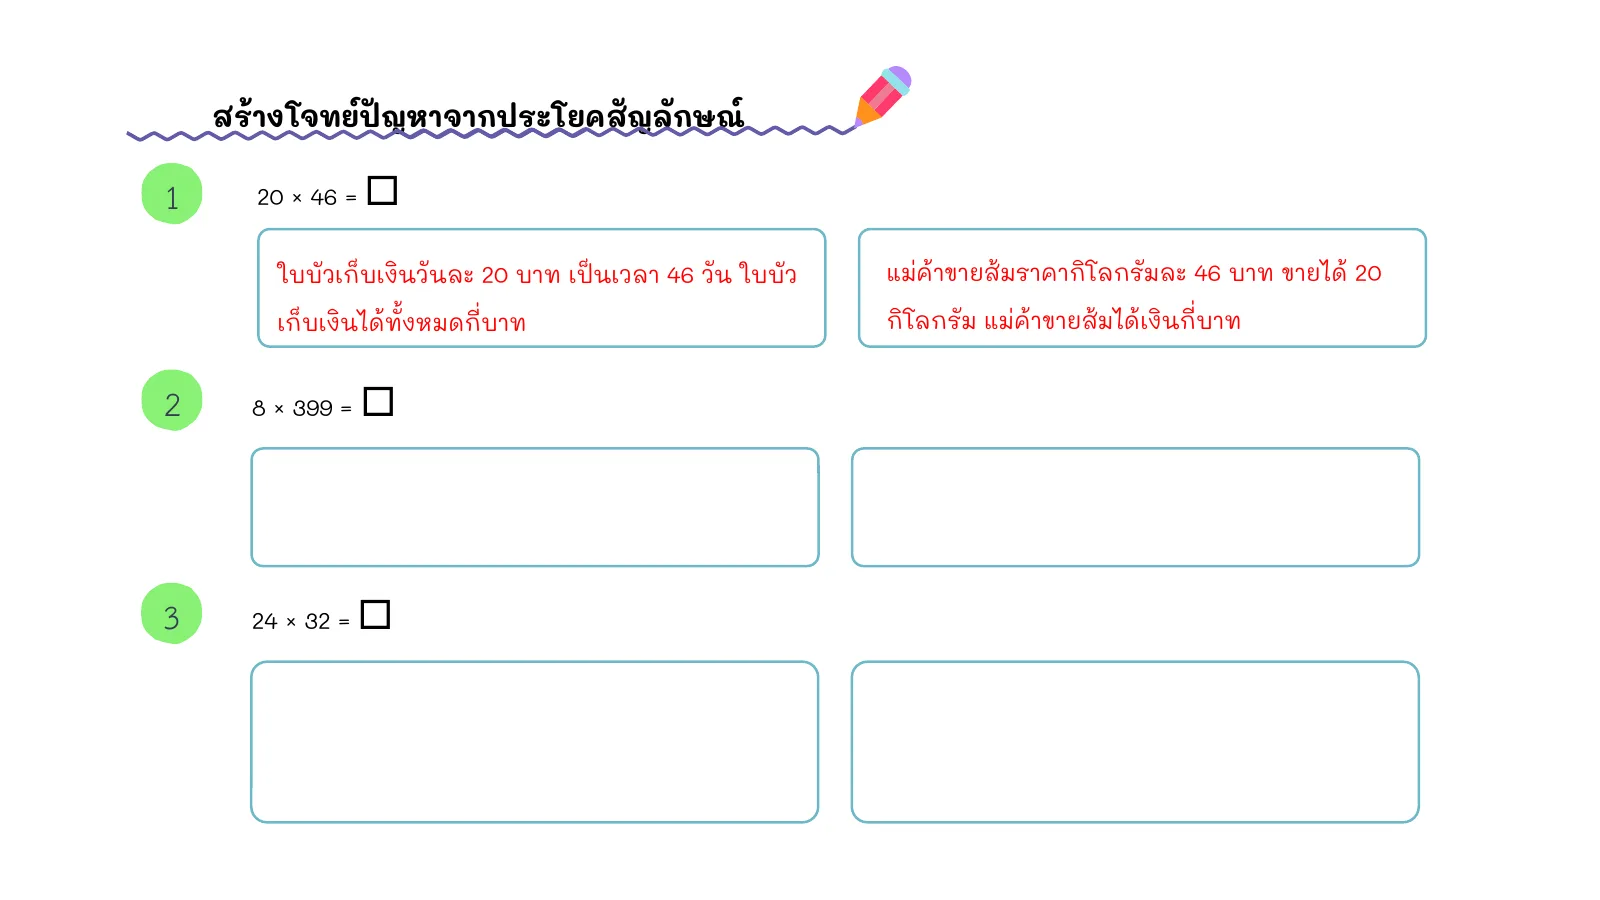 สร้างโจทย์ปัญหาจากประโยคสัญลักษณ์
1
20 × 46 = □
ใบบัวเก็บเงินวันละ 20 บาท เป็นเวลา 46 วัน ใบบัว
เก็บเงินได้ทั้งหมดกี่บาท
แม่ค้าขายส้มราคากิโลกรัมละ 46 บาท ขายได้ 20
กิโลกรัม แม่ค้าขายส้มได้เงินกี่บาท
2
8 × 399 = □
3
24 × 32 = □